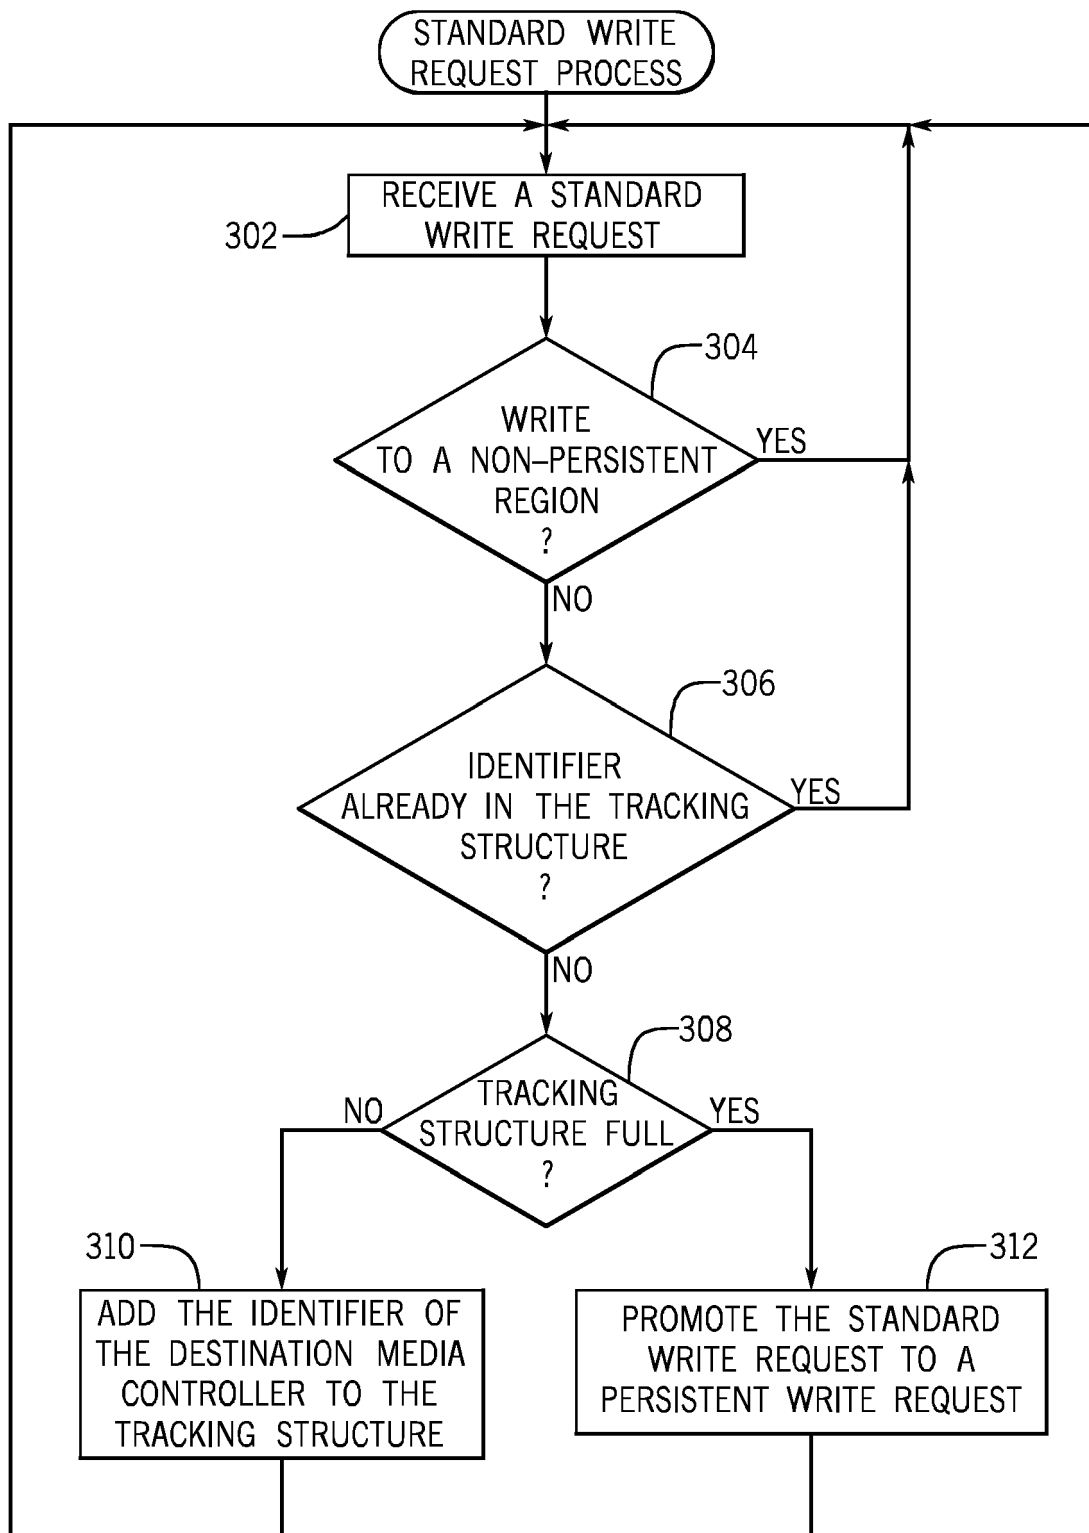 STANDARD WRITE
REQUEST PROCESS
RECEIVE A STANDARD
WRITE REQUEST
302
304
WRITE
TO A NON-PERSISTENT
REGION
?
YES
NO
306
IDENTIFIER
ALREADY IN THE TRACKING
STRUCTURE
?
YES
NO
308
TRACKING
STRUCTURE FULL
?
NO
YES
310
ADD THE IDENTIFIER OF
THE DESTINATION MEDIA
CONTROLLER TO THE
TRACKING STRUCTURE
312
PROMOTE THE STANDARD
WRITE REQUEST TO A
PERSISTENT WRITE REQUEST